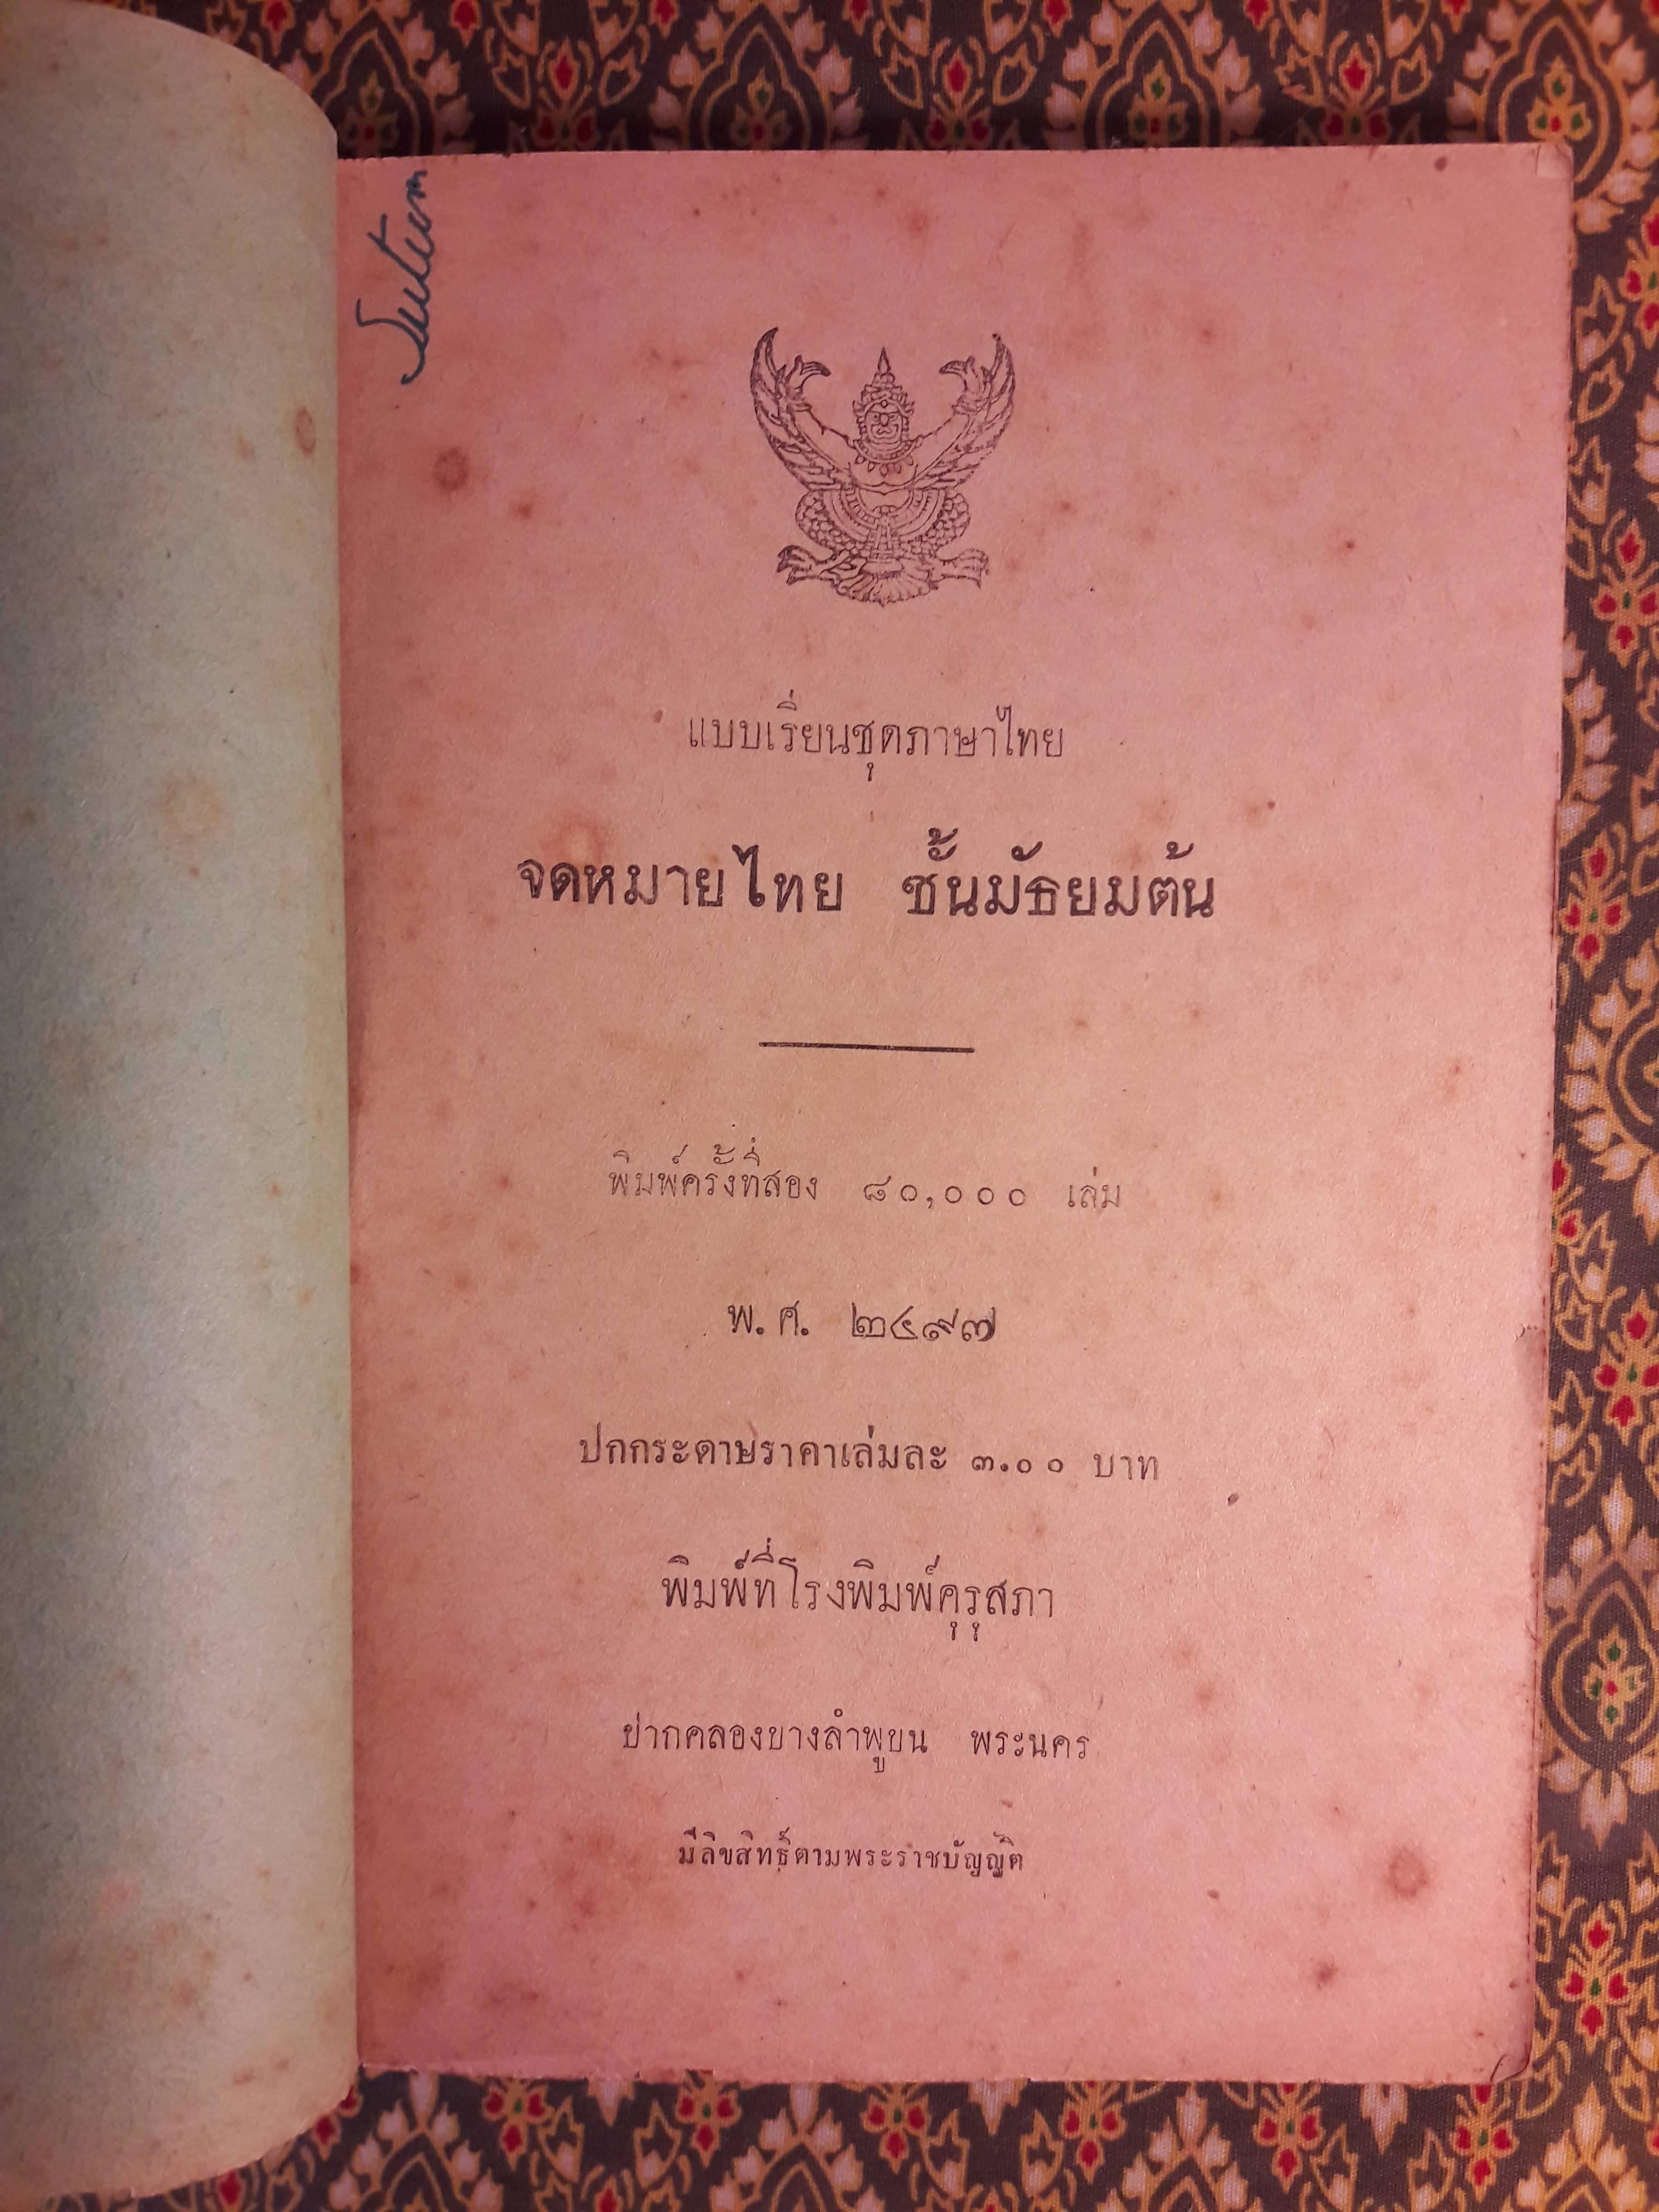 แบบเรียนชุดภาษาไทย
จดหมายไทย ชั้นมัธยมต้น
พิมพ์ครั้งที่สอง ๘๐,๐๐๐ เล่ม
พ.ศ. ๒๔๙๗
ปกกระดาษราคาเล่มละ ๓.๐๐ บาท
พิมพ์ที่โรงพิมพ์คุรุสภา
ปากคลองบางลำพูบน พระนคร
มีลิขสิทธิ์ตามพระราชบัญญัติ